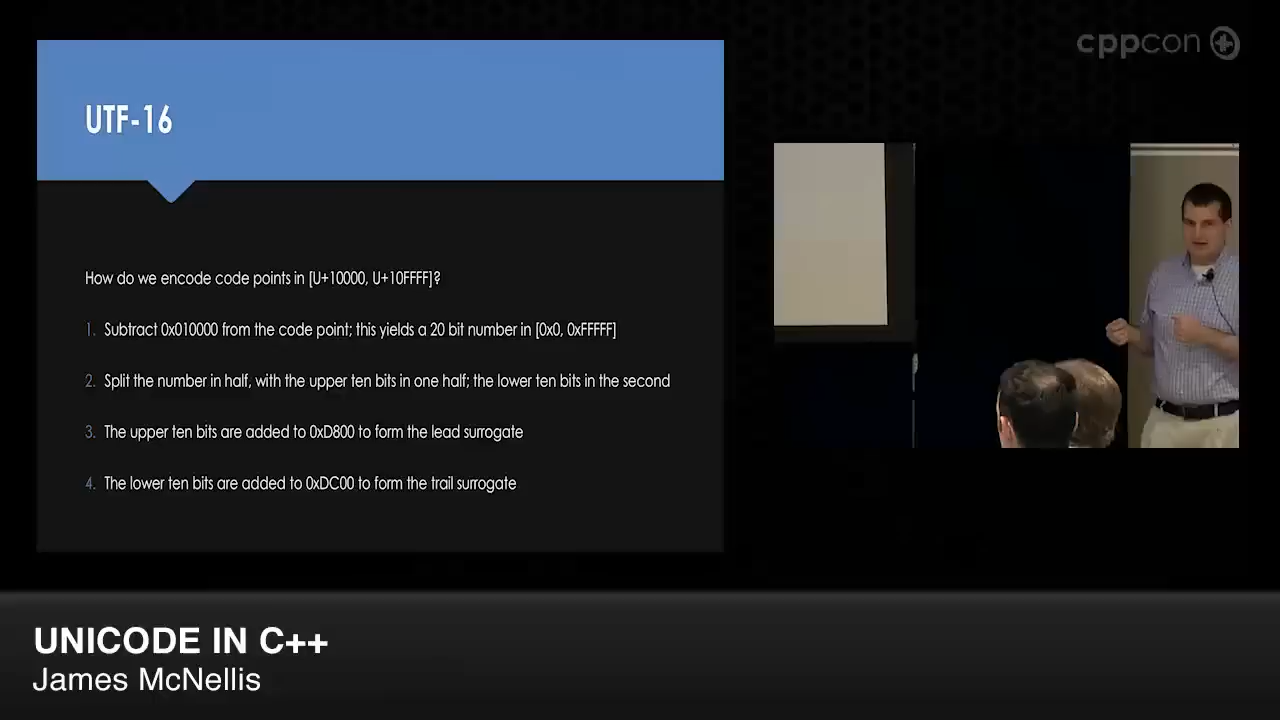 cppcon
UTF-16
How do we encode code points in [U+10000, U+10FFFF]?
1. Subtract 0x010000 from the code point; this yields a 20 bit number in [0x0, 0xFFFFF]
2. Split the number in half, with the upper ten bits in one half; the lower ten bits in the second
3. The upper ten bits are added to 0xD800 to form the lead surrogate
4. The lower ten bits are added to 0xDC00 to form the trail surrogate
UNICODE IN C++
James McNellis